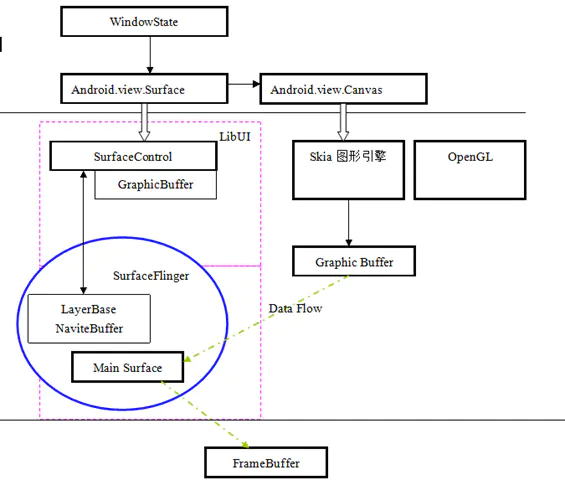 WindowState
Android.view.Surface
Android.view.Canvas
LibUI
SurfaceControl
GraphicBuffer
Skia 图形引擎
OpenGL
Graphic Buffer
SurfaceFlinger
LayerBase
NaviteBuffer
Data Flow
Main Surface
FrameBuffer